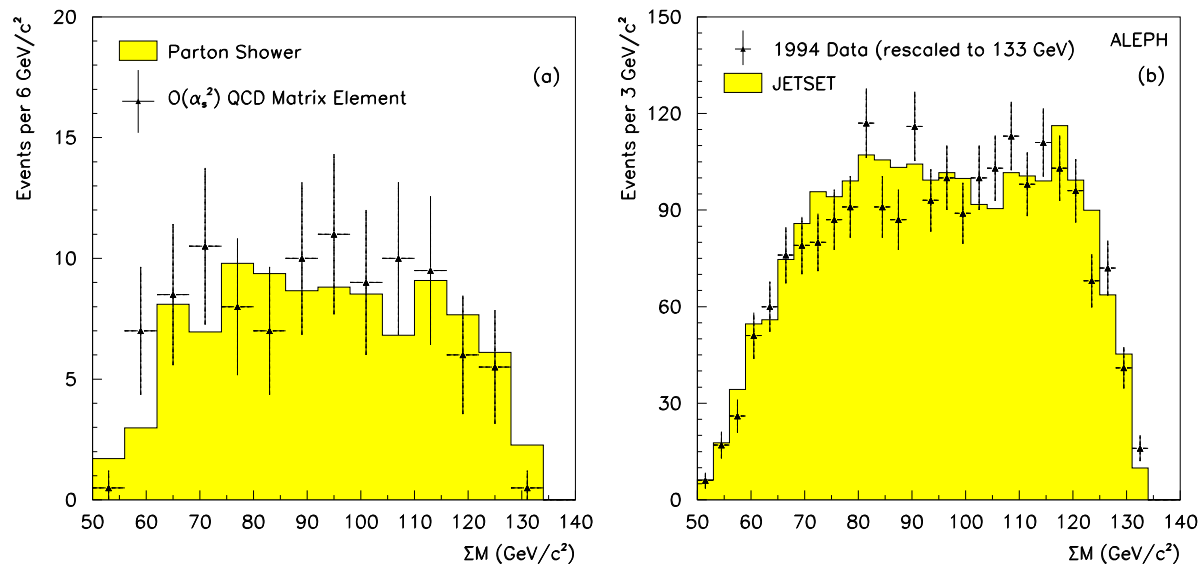 Events per 6 GeV/c²
20
15
10
5
0
Parton Shower
O(αₛ²) QCD Matrix Element
(a)
50 60 70 80 90 100 110 120 130 140
ΣM (GeV/c²)
Events per 3 GeV/c²
150
120
90
60
30
0
1994 Data (rescaled to 133 GeV)
JETSET
ALEPH
(b)
50 60 70 80 90 100 110 120 130 140
ΣM (GeV/c²)